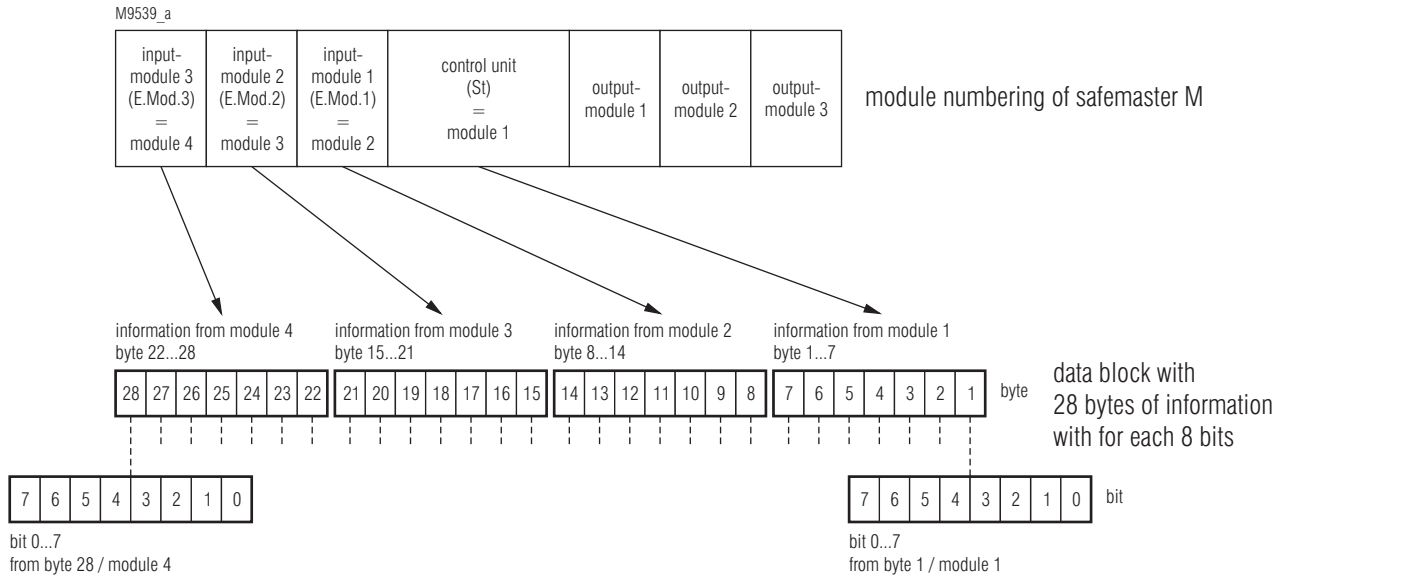 M9539_a
input-
module 3
(E.Mod.3)
=
module 4
input-
module 2
(E.Mod.2)
=
module 3
input-
module 1
(E.Mod.1)
=
module 2
control unit
(St)
=
module 1
output-
module 1
output-
module 2
output-
module 3
module numbering of safemaster M
information from module 4
byte 22...28
information from module 3
byte 15...21
information from module 2
byte 8...14
information from module 1
byte 1...7
28 27 26 25 24 23 22 21 20 19 18 17 16 15 14 13 12 11 10 9 8 7 6 5 4 3 2 1 byte
data block with
28 bytes of information
with for each 8 bits
7 6 5 4 3 2 1 0
bit 0...7
from byte 28 / module 4
7 6 5 4 3 2 1 0 bit
bit 0...7
from byte 1 / module 1